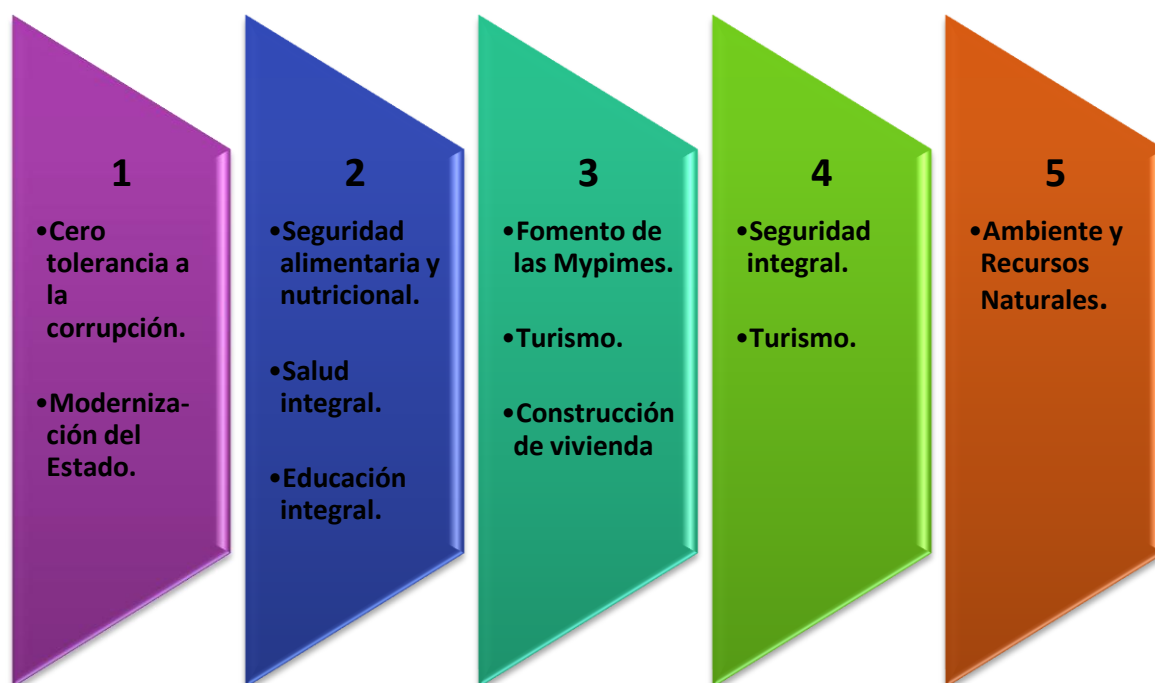 1
•Cero
tolerancia a
la
corrupción.
•Moderniza-
ción del
Estado.
2
•Seguridad
alimentaria y
nutricional.
•Salud
integral.
•Educación
integral.
3
•Fomento de
las Mypimes.
•Turismo.
•Construcción
de vivienda
4
•Seguridad
integral.
•Turismo.
5
•Ambiente y
Recursos
Naturales.